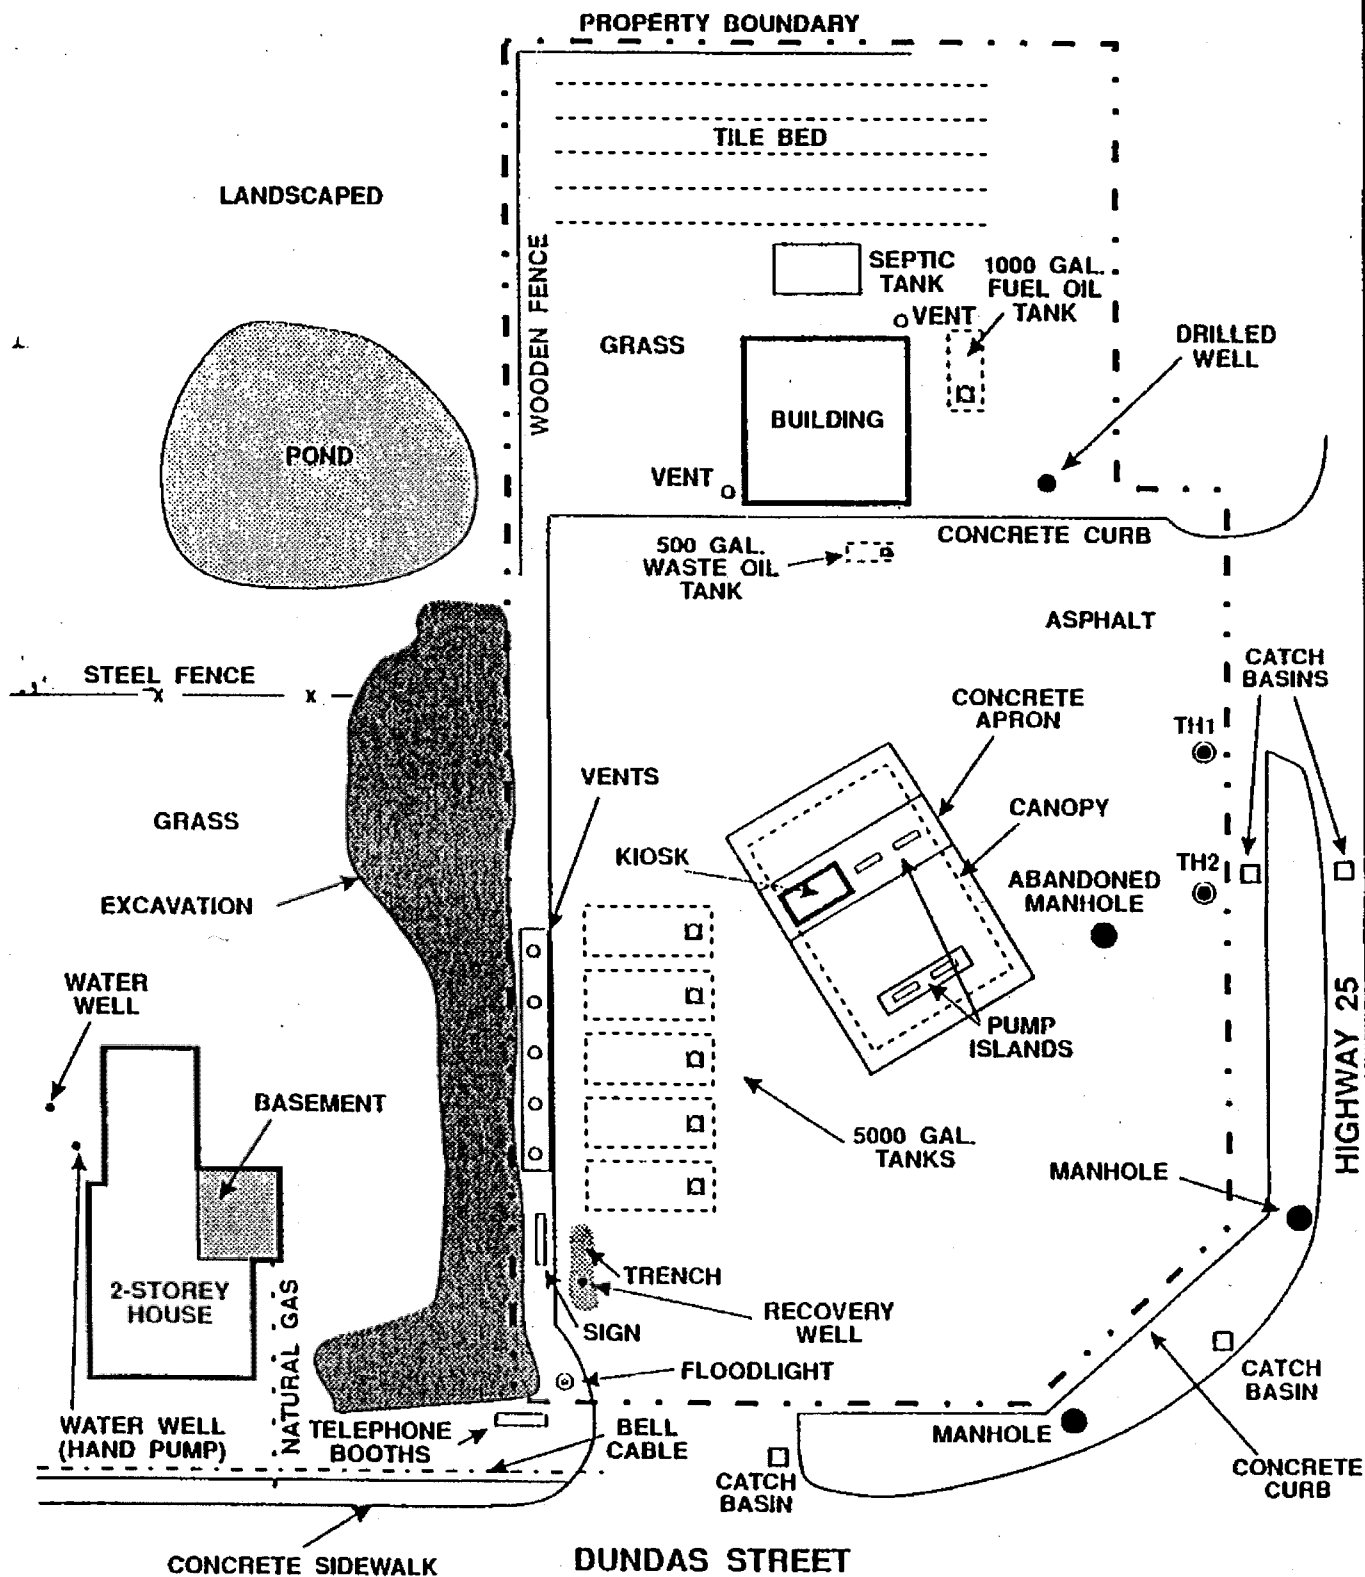 PROPERTY BOUNDARY
TILE BED
LANDSCAPED
WOODEN FENCE
SEPTIC
TANK
1000 GAL.
FUEL OIL
TANK
VENT
GRASS
DRILLED
WELL
BUILDING
POND
VENT
CONCRETE CURB
500 GAL.
WASTE OIL
TANK
ASPHALT
STEEL FENCE
X
X
CATCH
BASINS
CONCRETE
APRON
TH1
VENTS
CANOPY
GRASS
KIOSK
TH2
ABANDONED
MANHOLE
EXCAVATION
WATER
WELL
HIGHWAY 25
PUMP
ISLANDS
BASEMENT
5000 GAL.
TANKS
MANHOLE
2-STOREY
HOUSE
NATURAL GAS
TRENCH
RECOVERY
WELL
SIGN
FLOODLIGHT
CATCH
BASIN
WATER WELL
(HAND PUMP)
TELEPHONE
BOOTHS
BELL
CABLE
MANHOLE
CATCH
BASIN
CONCRETE
CURB
CONCRETE SIDEWALK
DUNDAS STREET